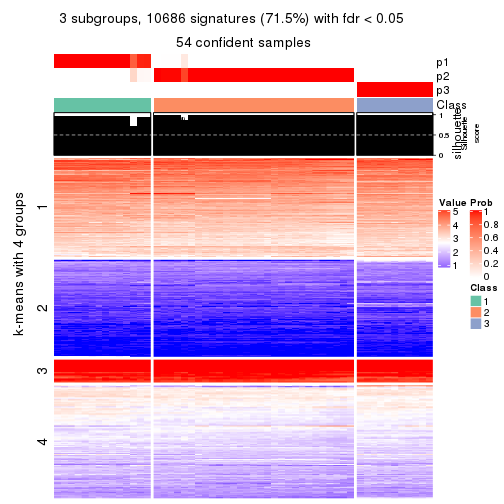 3 subgroups, 10686 signatures (71.5%) with fdr < 0.05
54 confident samples
p1
p2
p3
Class
silhouette
Silhouette
score
1
0.5
0
k-means with 4 groups
1
2
3
4
Value
5
4
3
2
1
Prob
1
0.8
0.6
0.4
0.2
0
Class
1
2
3